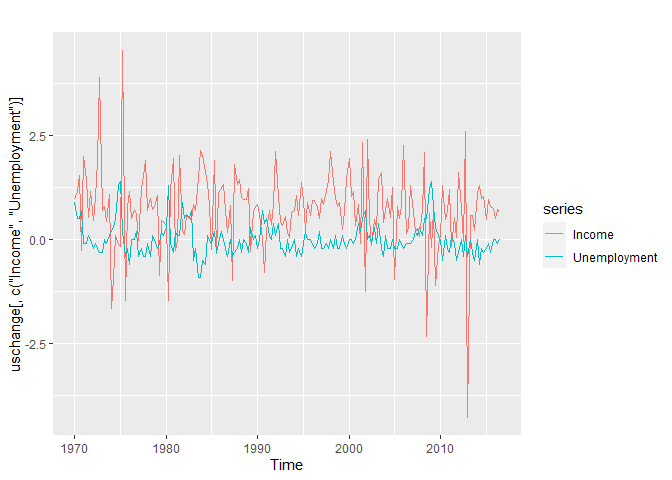 uschange[, c("Income", "Unemployment")]
2.5
0.0
-2.5
1970 1980 1990 2000 2010
Time
series
Income
Unemployment